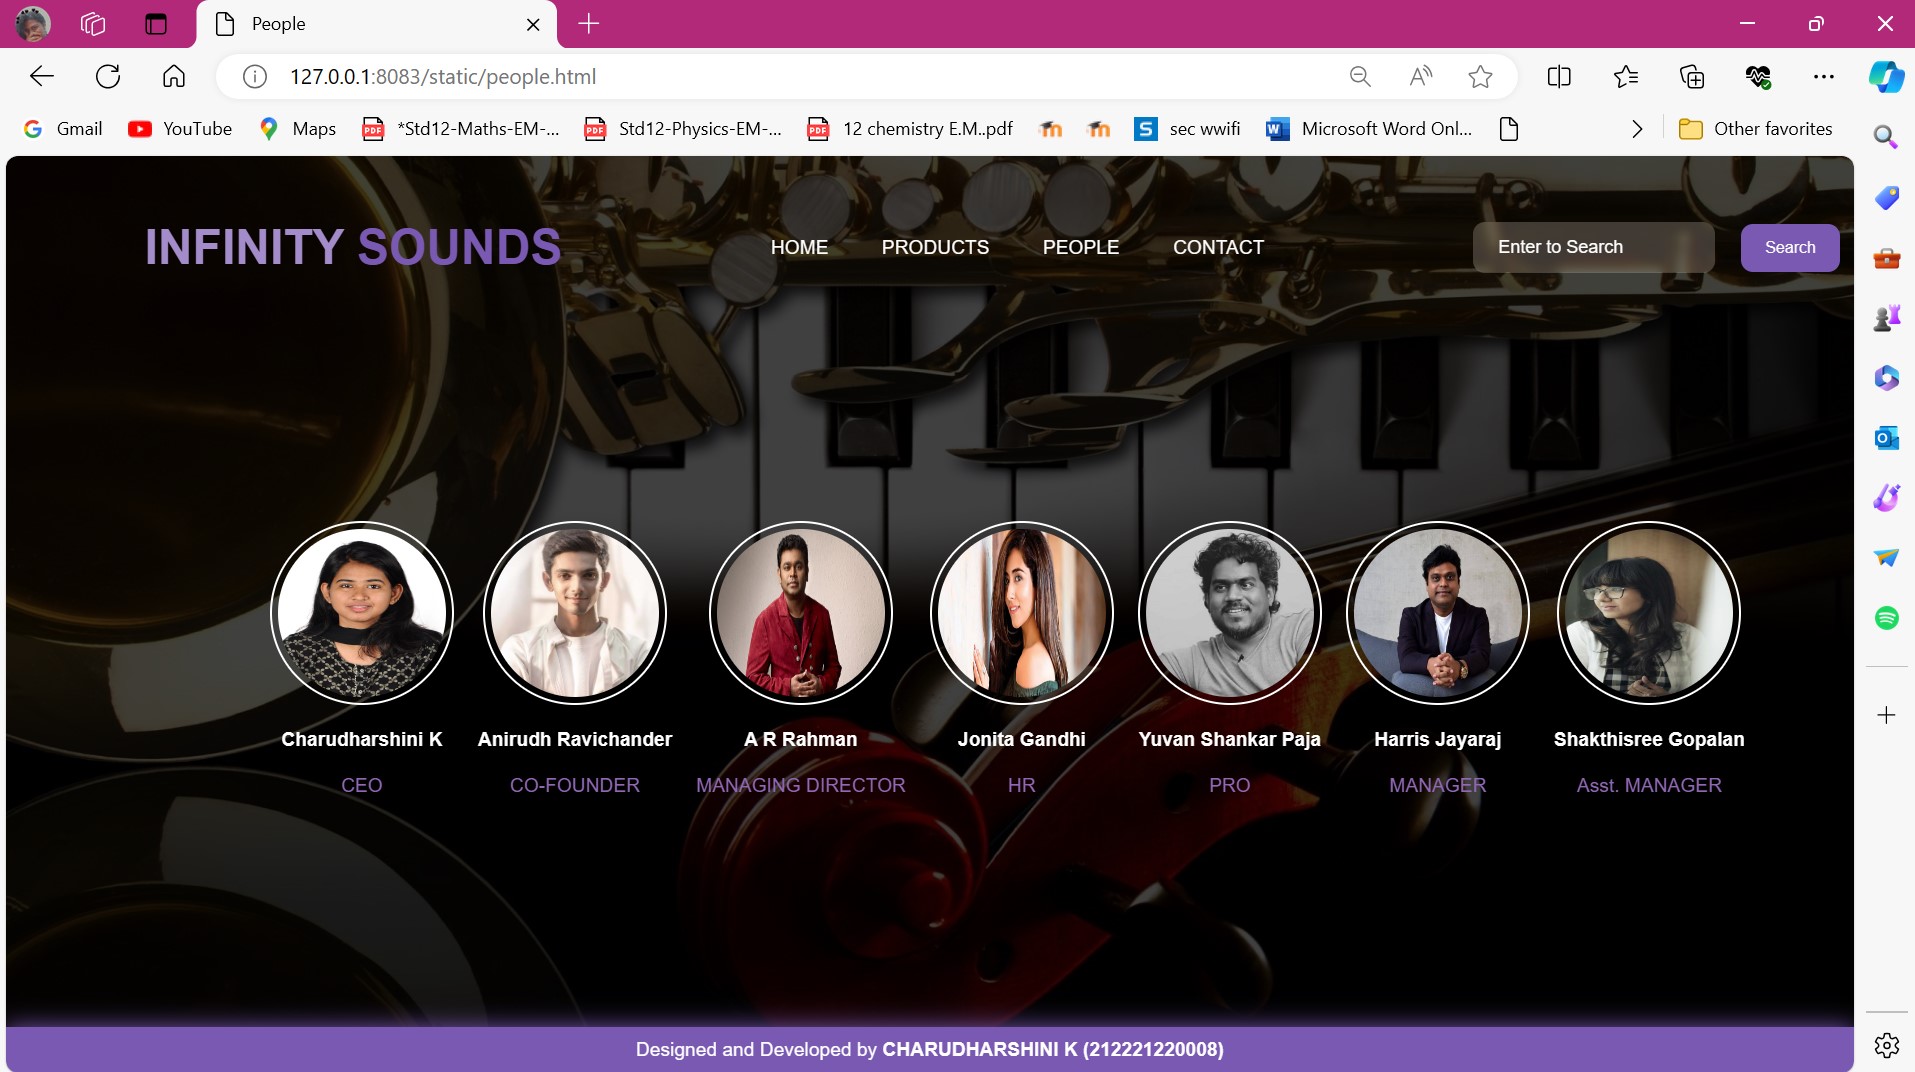 People
127.0.0.1:8083/static/people.html
Gmail
YouTube
Maps
PDF
*Std12-Maths-EM-...
PDF
Std12-Physics-EM-...
PDF
12 chemistry E.M..pdf
S
sec wwifi
W
Microsoft Word Onl...
Other favorites
INFINITY SOUNDS
HOME
PRODUCTS
PEOPLE
CONTACT
Enter to Search
Search
Charudharshini K
Anirudh Ravichander
A R Rahman
Jonita Gandhi
Yuvan Shankar Paja
Harris Jayaraj
Shakthisree Gopalan
CEO
CO-FOUNDER
MANAGING DIRECTOR
HR
PRO
MANAGER
Asst. MANAGER
Designed and Developed by CHARUDHARSHINI K (212221220008)